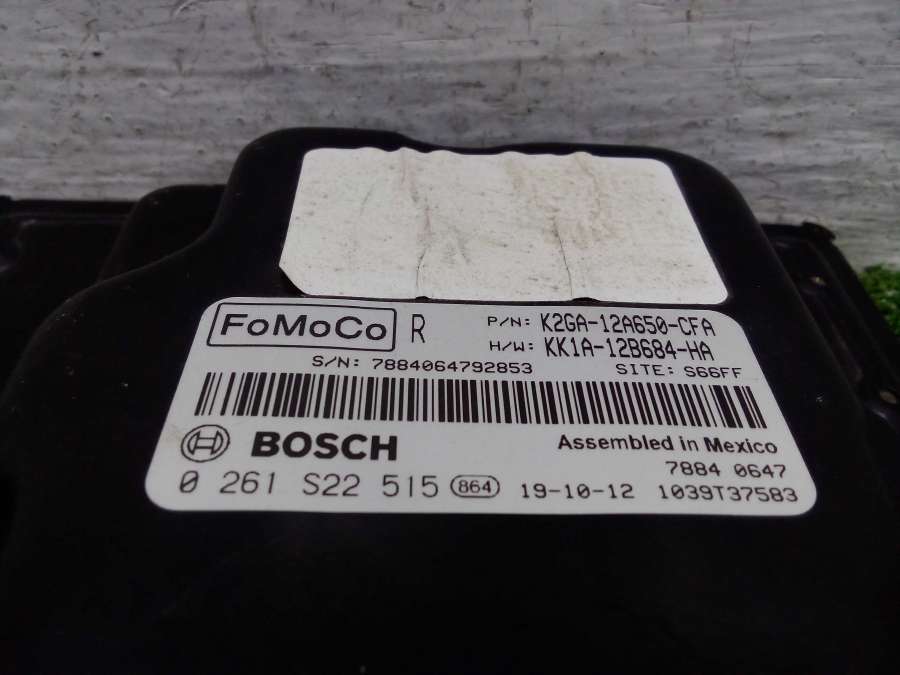 FoMoCo R P/N: K2GA-12A650-CFA
H/W: KK1A-12B684-HA
S/N: 7884064792853 SITE: S66FF
BOSCH Assembled in Mexico
7884 0647
0 261 S22 515 864 19-10-12 1039T37583